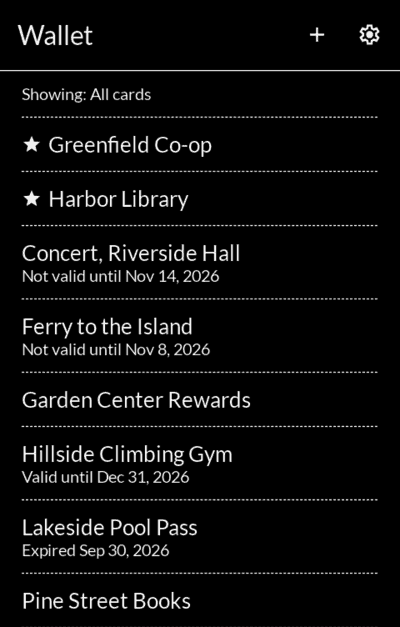 Wallet
Showing: All cards
Greenfield Co-op
Harbor Library
Concert, Riverside Hall
Not valid until Nov 14, 2026
Ferry to the Island
Not valid until Nov 8, 2026
Garden Center Rewards
Hillside Climbing Gym
Valid until Dec 31, 2026
Lakeside Pool Pass
Expired Sep 30, 2026
Pine Street Books